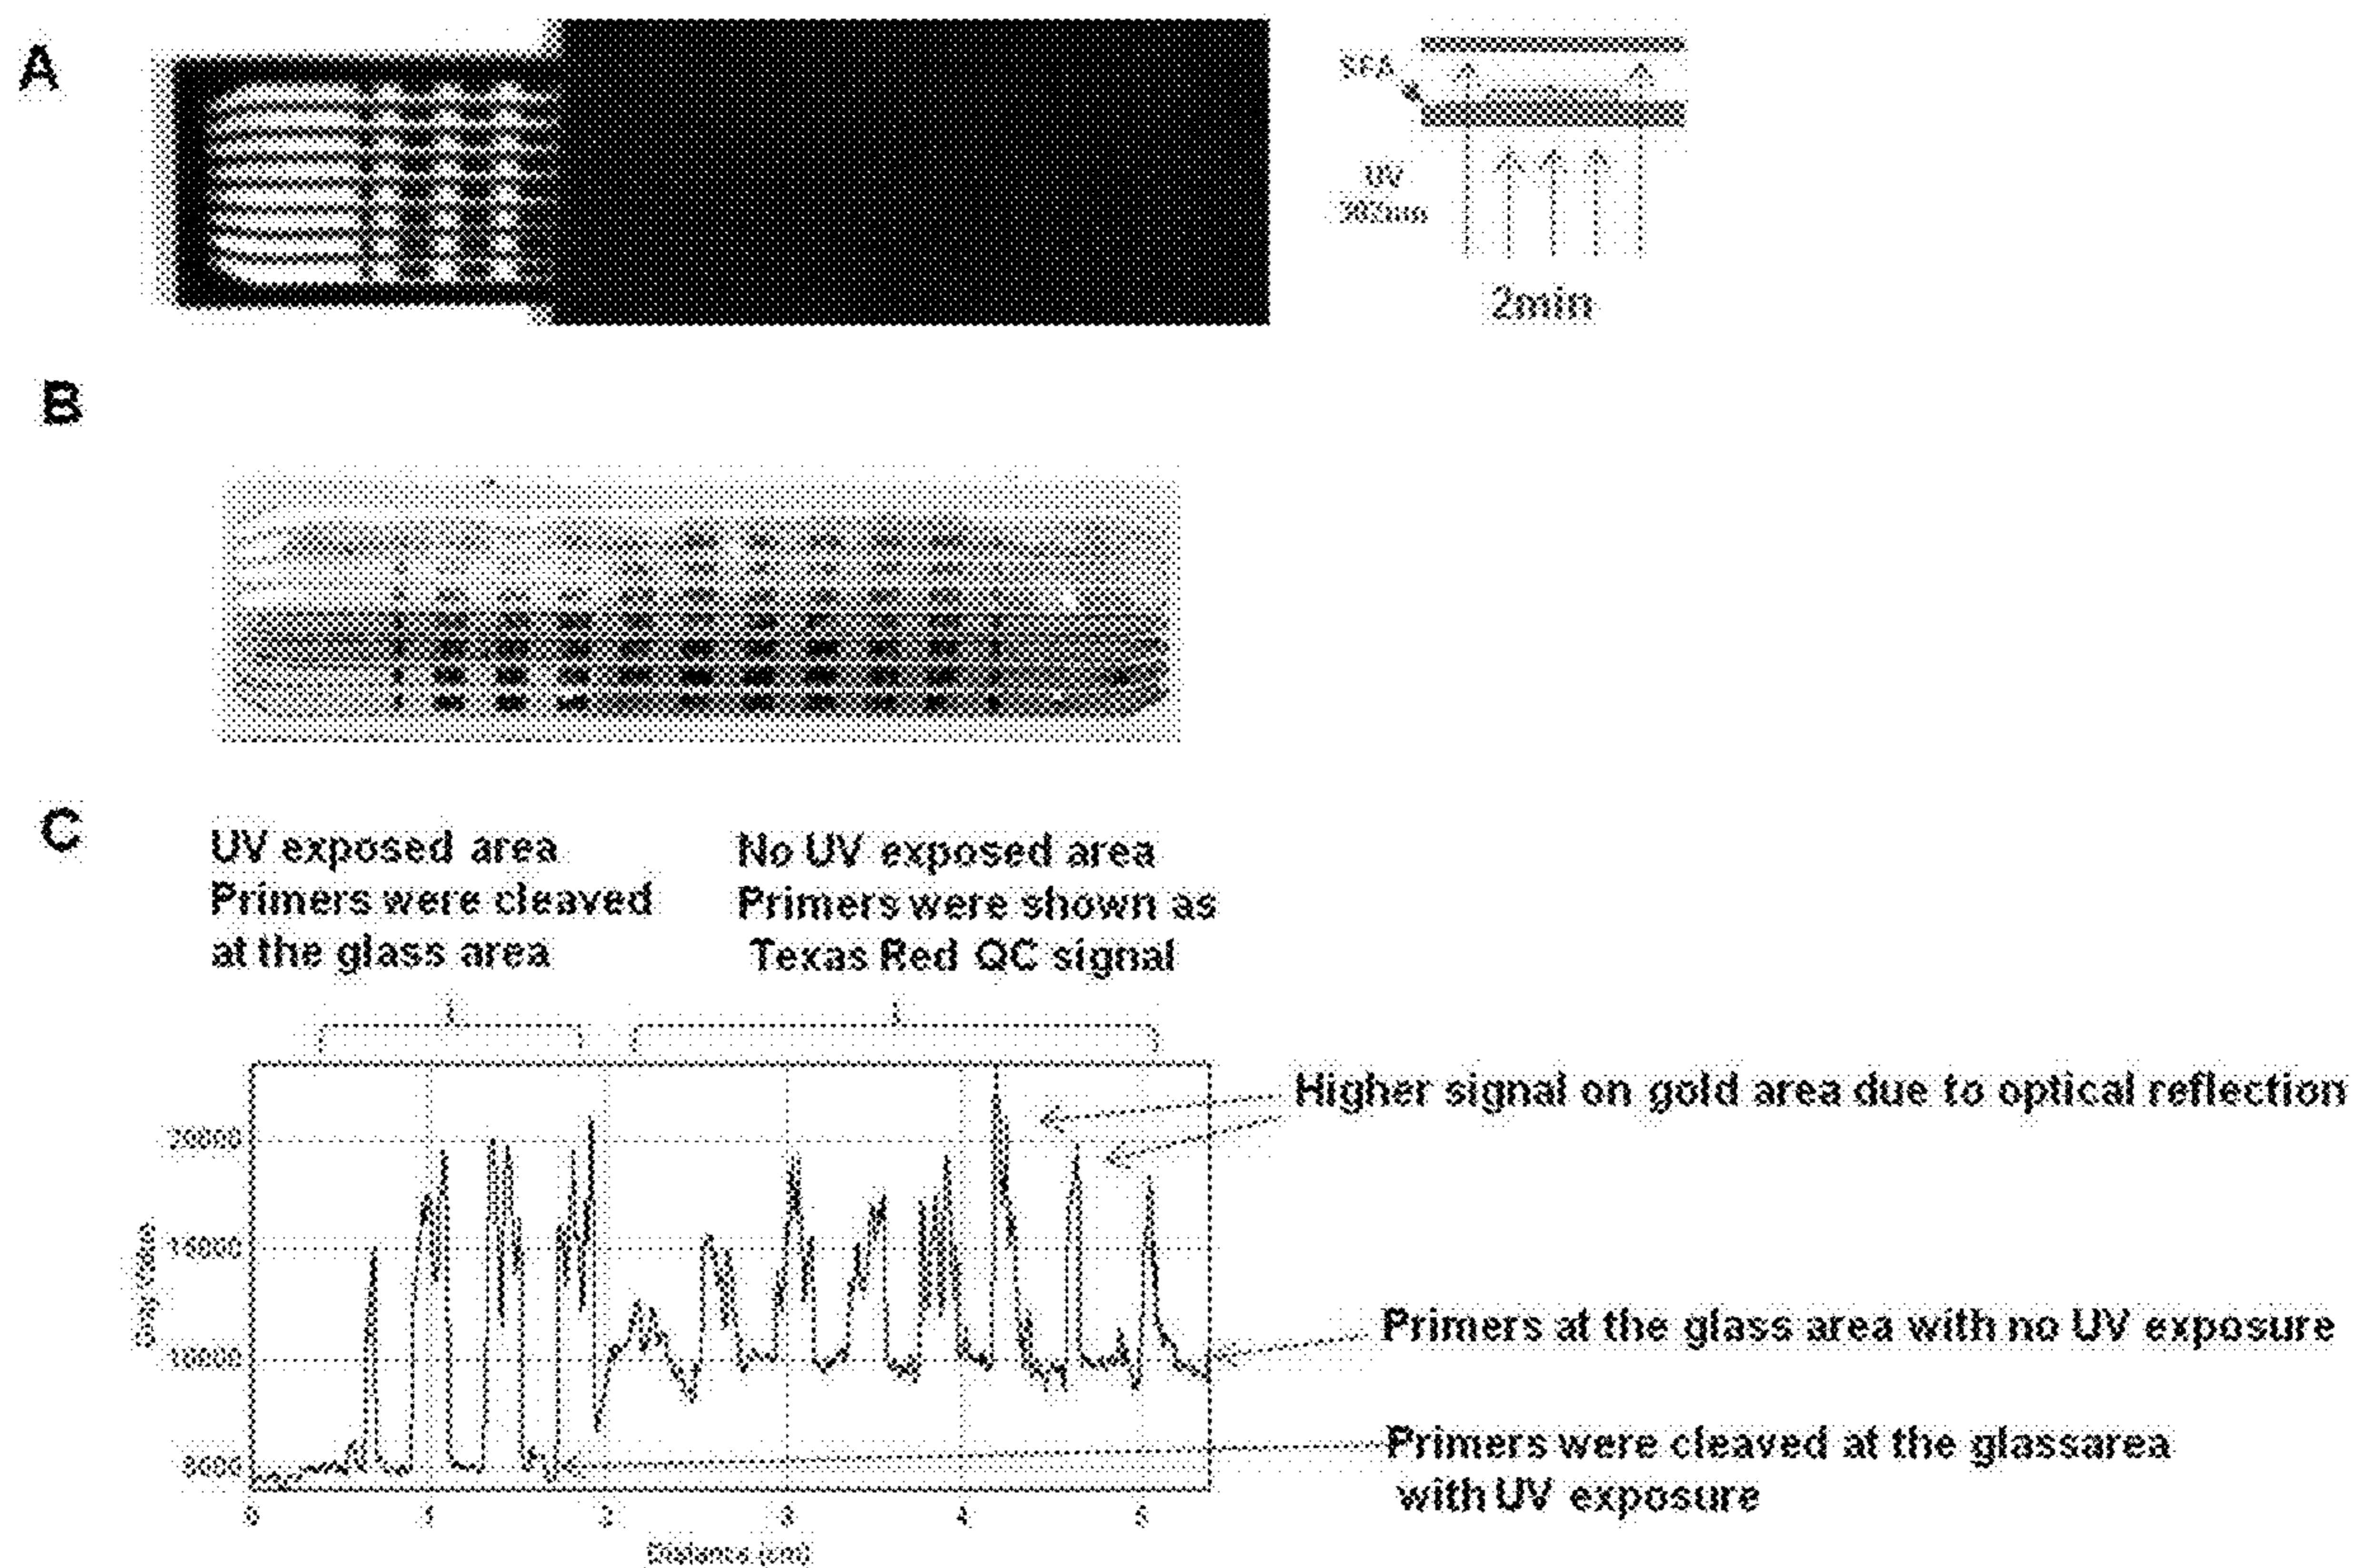 A
SFA
UV
2min
B
C
UV exposed area
Primers were cleaved
at the glass area
No UV exposed area
Primers were shown as
Texas Red QC signal
Higher signal on gold area due to optical reflection
Primers at the glass area with no UV exposure
Primers were cleaved at the glassarea
with UV exposure
20000
10000
0
1
2
3
4
5
Distance (cm)